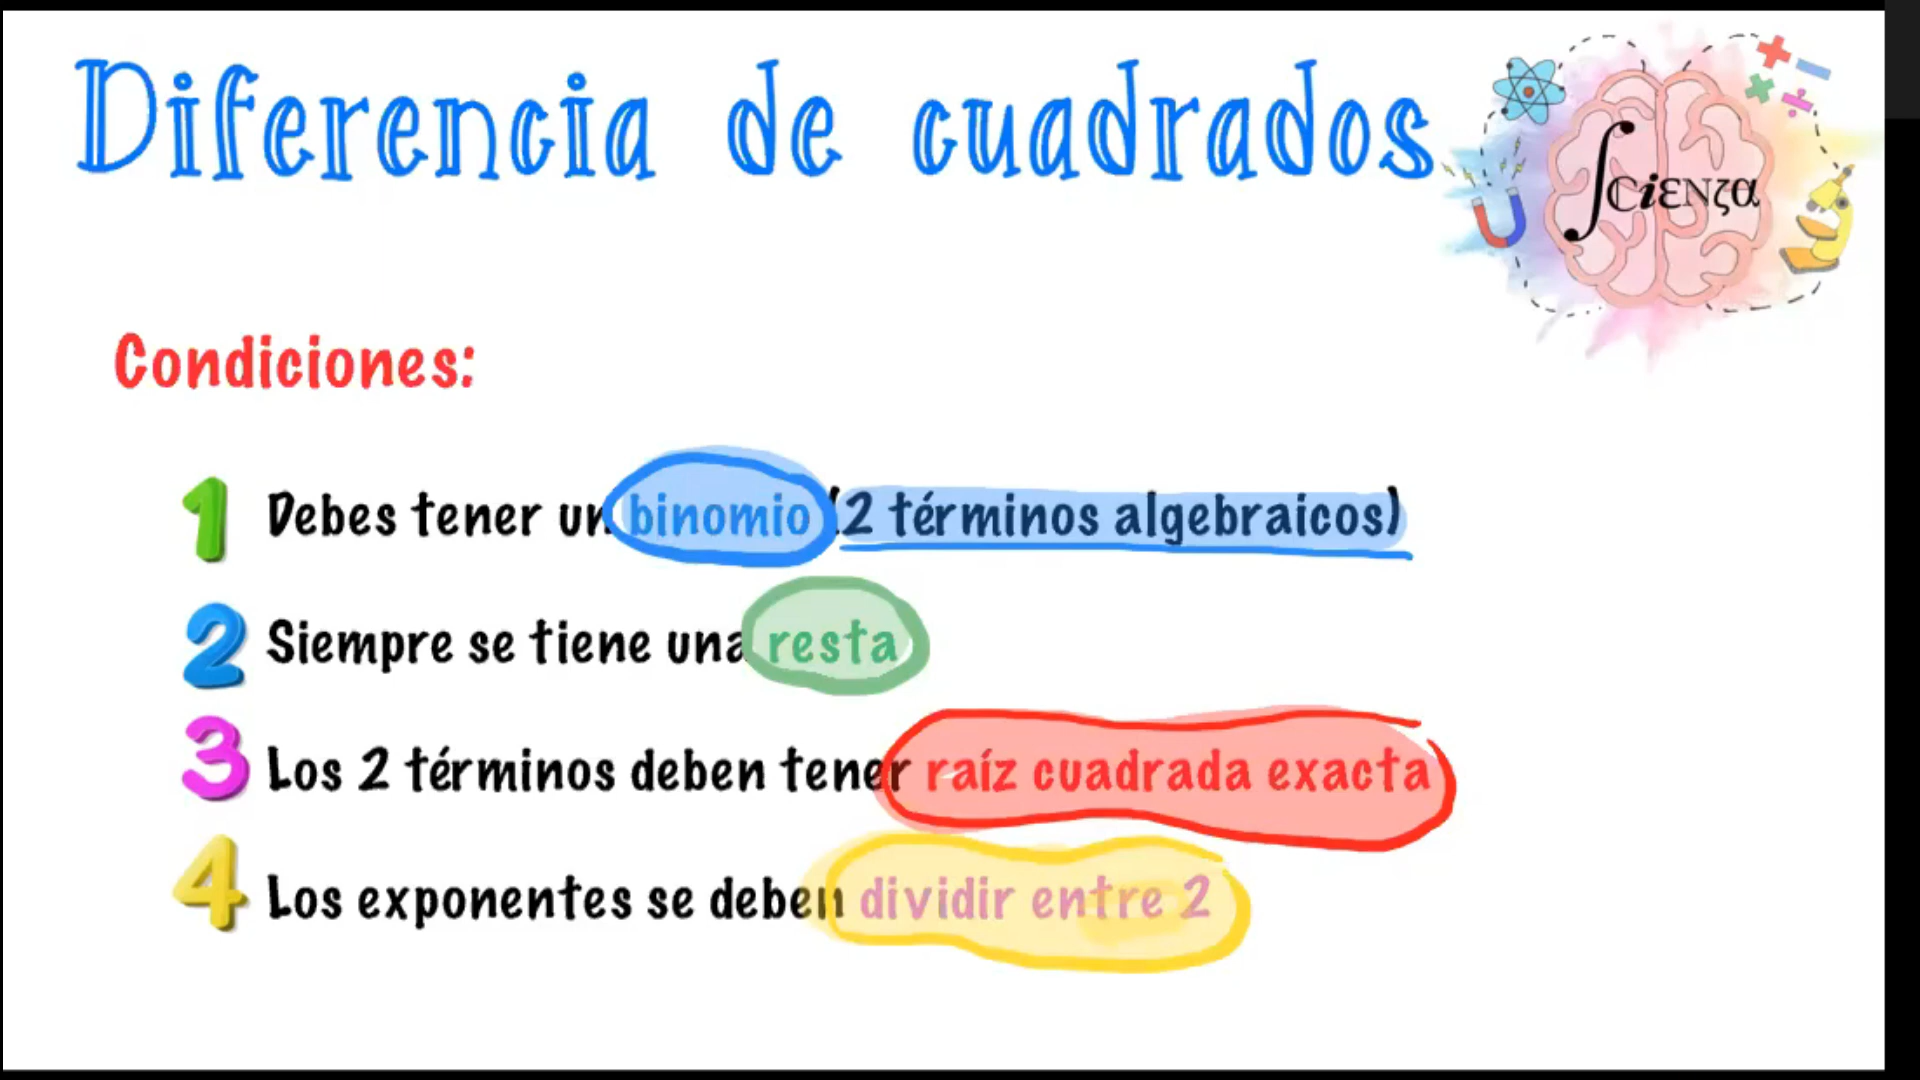 Diferencia de cuadrados
∫CiENζα
Condiciones:
1 Debes tener un binomio (2 términos algebraicos)
2 Siempre se tiene una resta
3 Los 2 términos deben tener raíz cuadrada exacta
4 Los exponentes se deben dividir entre 2